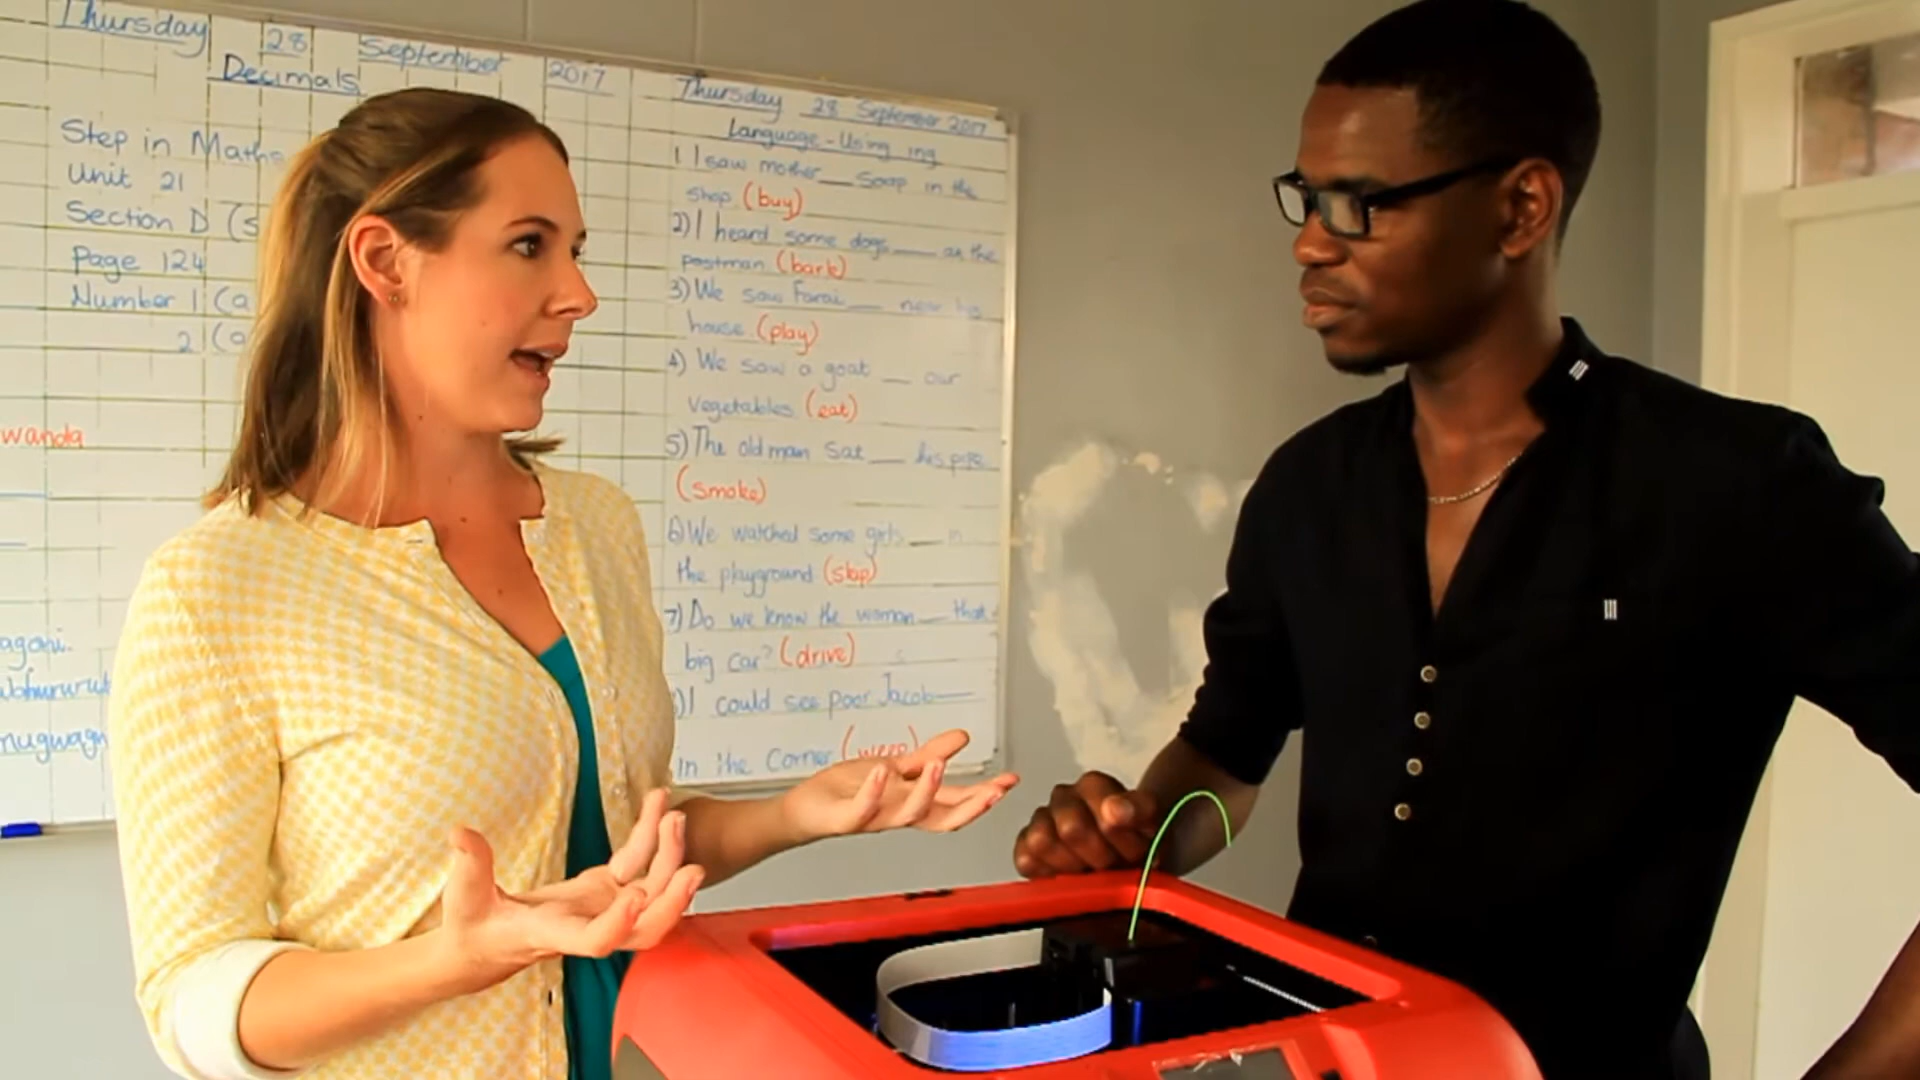 Thursday 28 September 2017
Decimals
Step in Maths
Unit 21
Section D (s
Page 124
Number 1 (a
2 (a
wanda
agoni.
mugwagw
Thursday 28 September 2017
Language - Using ing
1. I saw mother ___ soap in the
shop (buy)
2) I heard some dogs ___ as the
postman (bark)
3) We saw Farai ___ near his
house. (play)
4) We saw a goat ___ our
vegetables (eat)
5) The old man sat ___ his pipe
(smoke)
6) We watched some girls ___ in
the playground (skip)
7) Do we know the woman ___ that
big car? (drive)
) I could see poor Jacob ___
in the corner (weep)